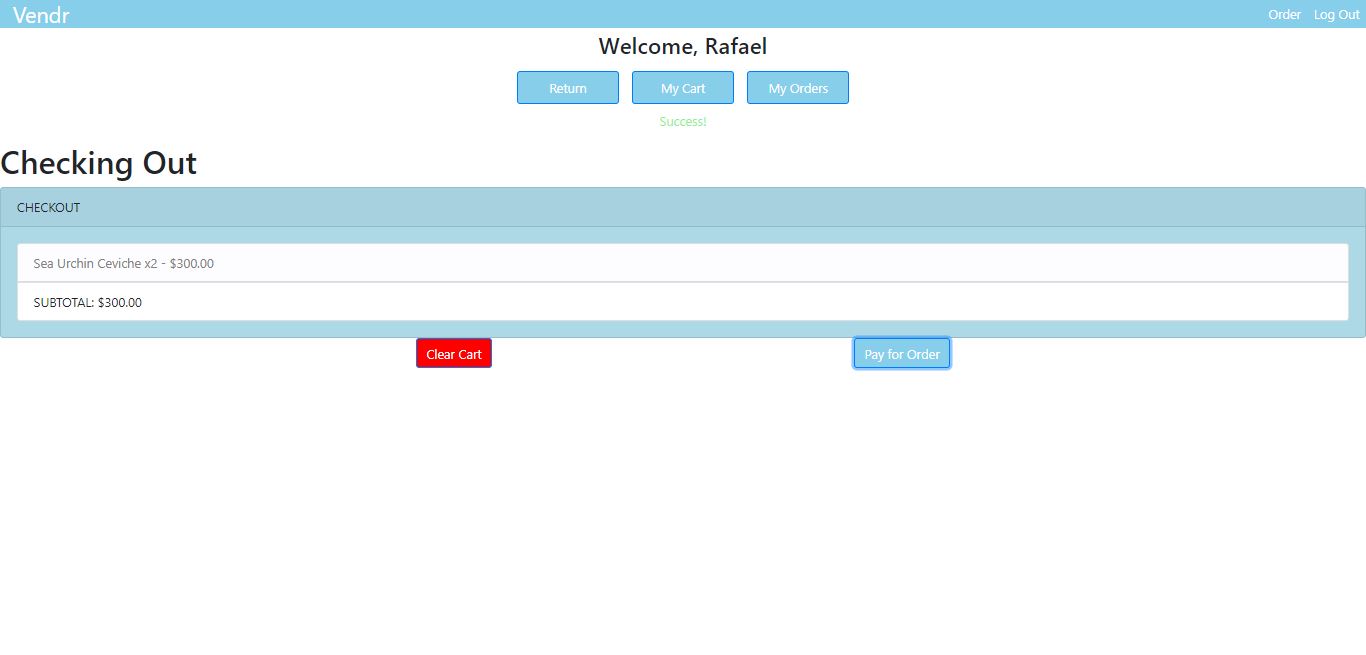 Vendr Order Log Out
Welcome, Rafael
Return My Cart My Orders
Success!
Checking Out
CHECKOUT
Sea Urchin Ceviche x2 - $300.00
SUBTOTAL: $300.00
Clear Cart Pay for Order